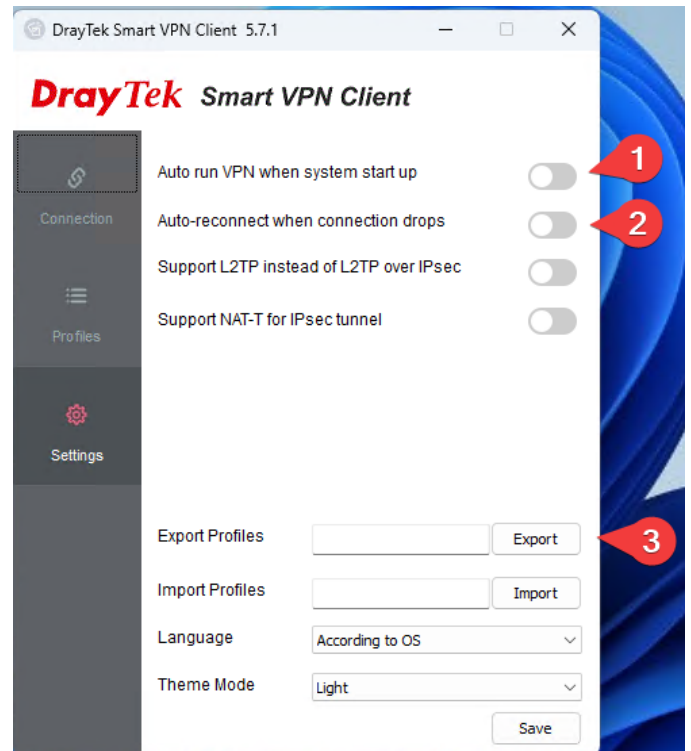 DrayTek Smart VPN Client 5.7.1
DrayTek Smart VPN Client
Connection
Profiles
Settings
Auto run VPN when system start up
1
Auto-reconnect when connection drops
2
Support L2TP instead of L2TP over IPsec
Support NAT-T for IPsec tunnel
Export Profiles Export
3
Import Profiles Import
Language According to OS
Theme Mode Light
Save